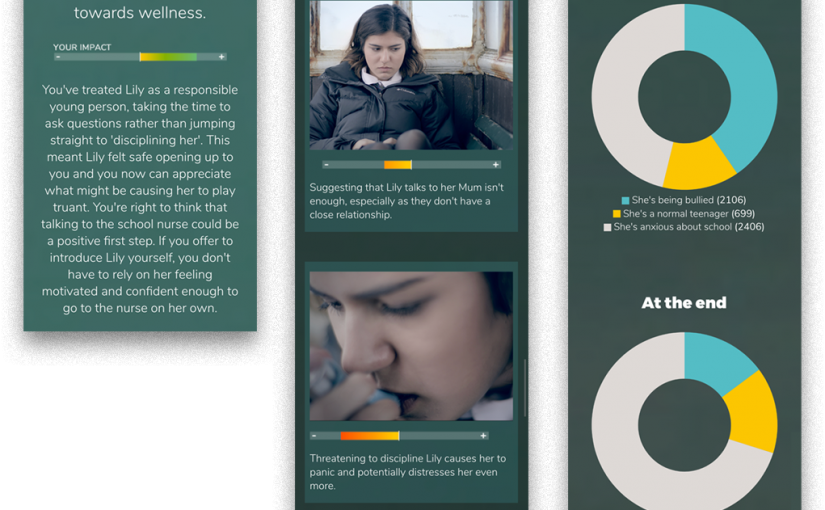 towards wellness.
YOUR IMPACT
- +
You've treated Lily as a responsible
young person, taking the time to
ask questions rather than jumping
straight to 'disciplining her'. This
meant Lily felt safe opening up to
you and you now can appreciate
what might be causing her to play
truant. You're right to think that
talking to the school nurse could be
a positive first step. If you offer to
introduce Lily yourself, you don't
have to rely on her feeling
motivated and confident enough to
go to the nurse on her own.
- +
Suggesting that Lily talks to her Mum isn't
enough, especially as they don't have a
close relationship.
- +
Threatening to discipline Lily causes her to
panic and potentially distresses her even
more.
She's being bullied (2106)
She's a normal teenager (699)
She's anxious about school (2406)
At the end